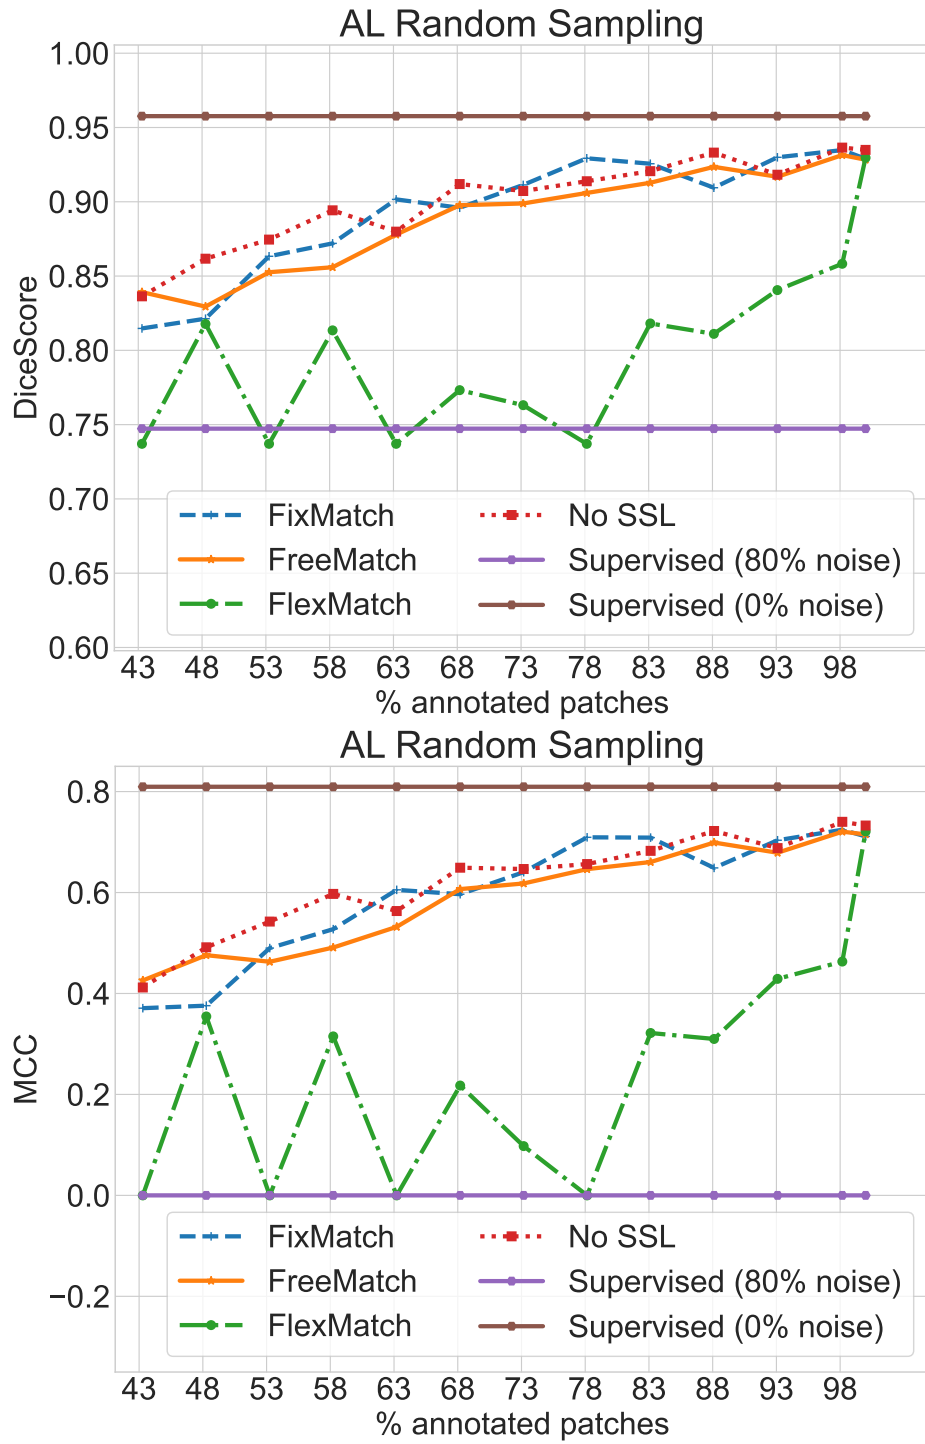 AL Random Sampling
1.00
0.95
0.90
0.85
0.80
0.75
0.70
0.65
0.60
DiceScore
FixMatch
FreeMatch
FlexMatch
No SSL
Supervised (80% noise)
Supervised (0% noise)
43 48 53 58 63 68 73 78 83 88 93 98
% annotated patches
AL Random Sampling
0.8
0.6
0.4
0.2
0.0
−0.2
MCC
FixMatch
FreeMatch
FlexMatch
No SSL
Supervised (80% noise)
Supervised (0% noise)
43 48 53 58 63 68 73 78 83 88 93 98
% annotated patches